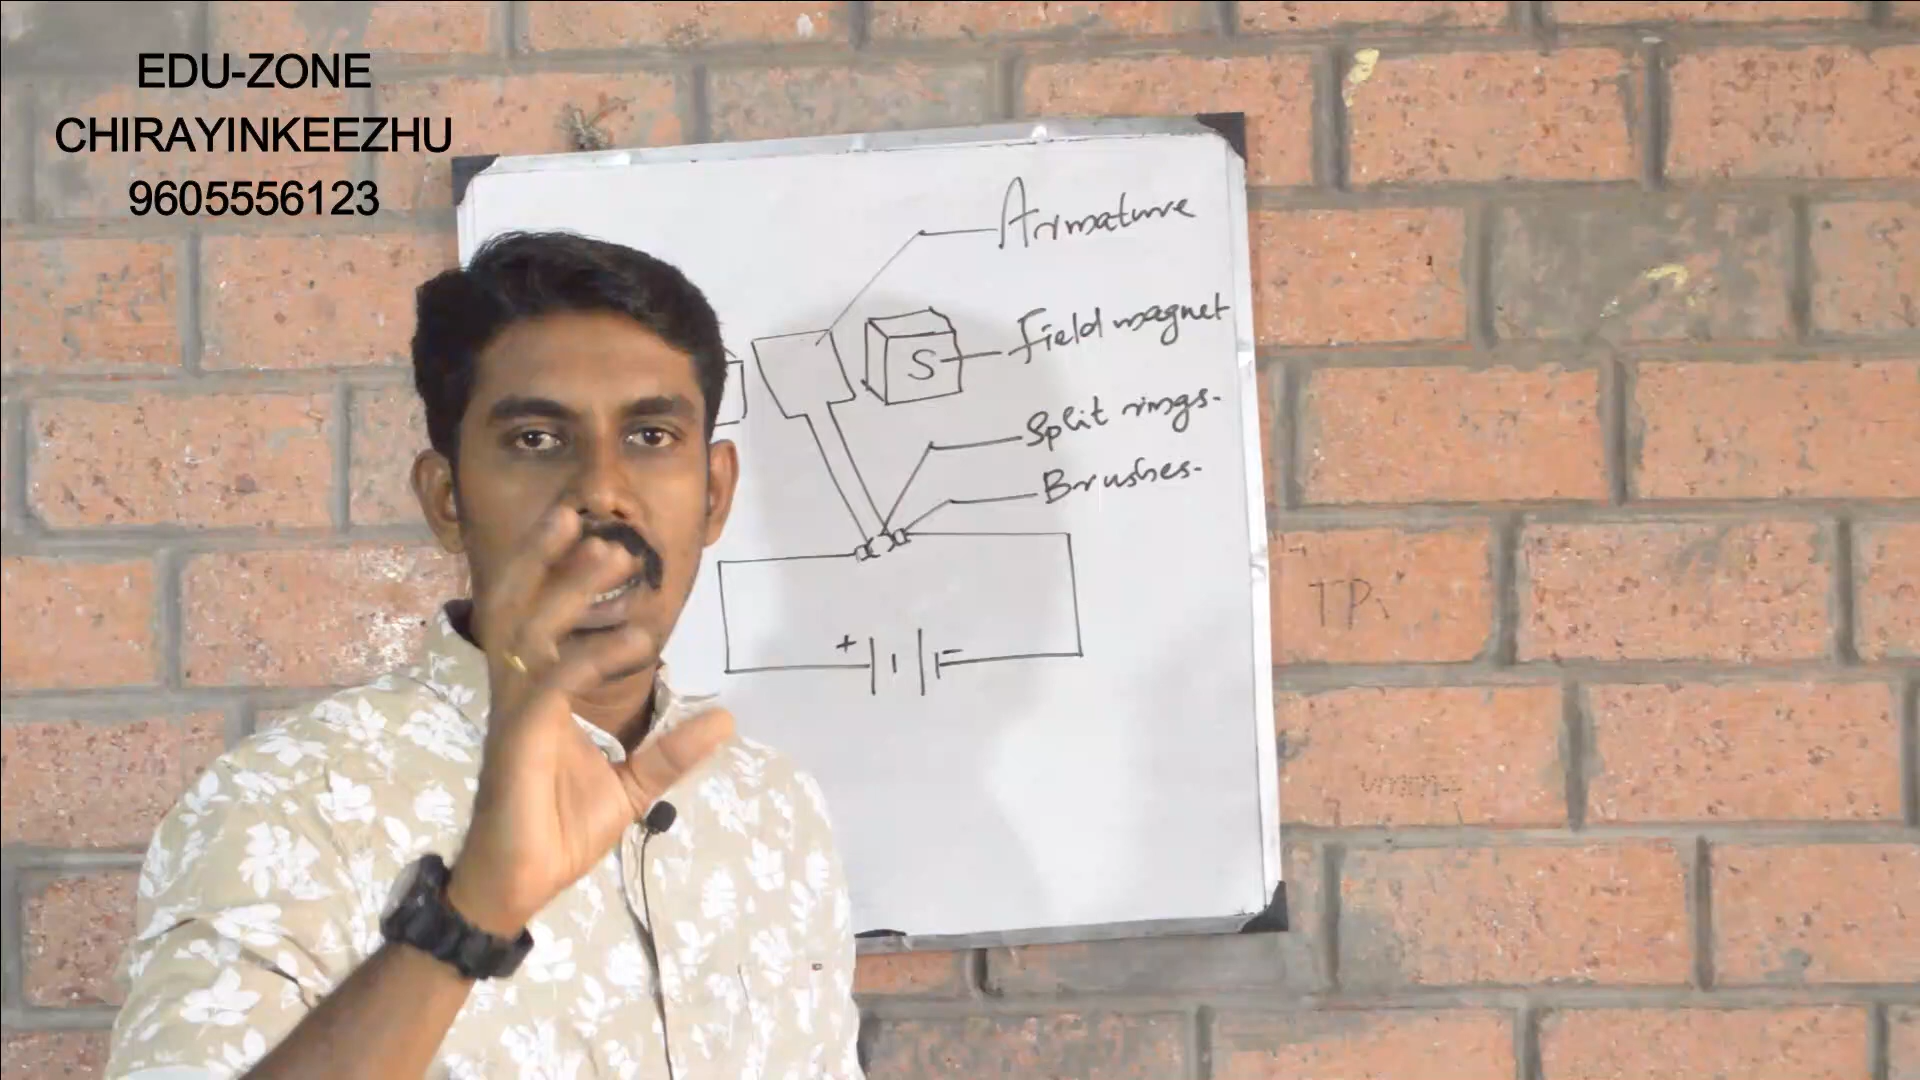 EDU-ZONE
CHIRAYINKEEZHU
9605556123
Armature
S
Field magnet
Split rings.
Brushes.
+ -
TP